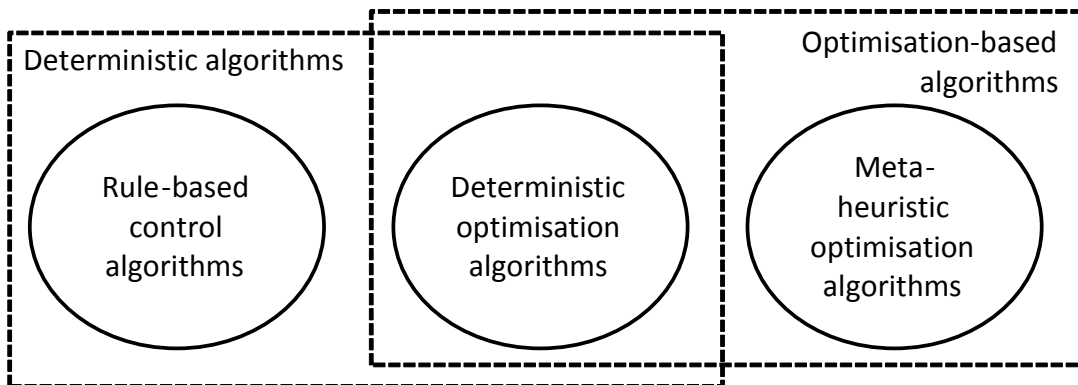 Deterministic algorithms
Optimisation-based
algorithms
Rule-based
control
algorithms
Deterministic
optimisation
algorithms
Meta-
heuristic
optimisation
algorithms